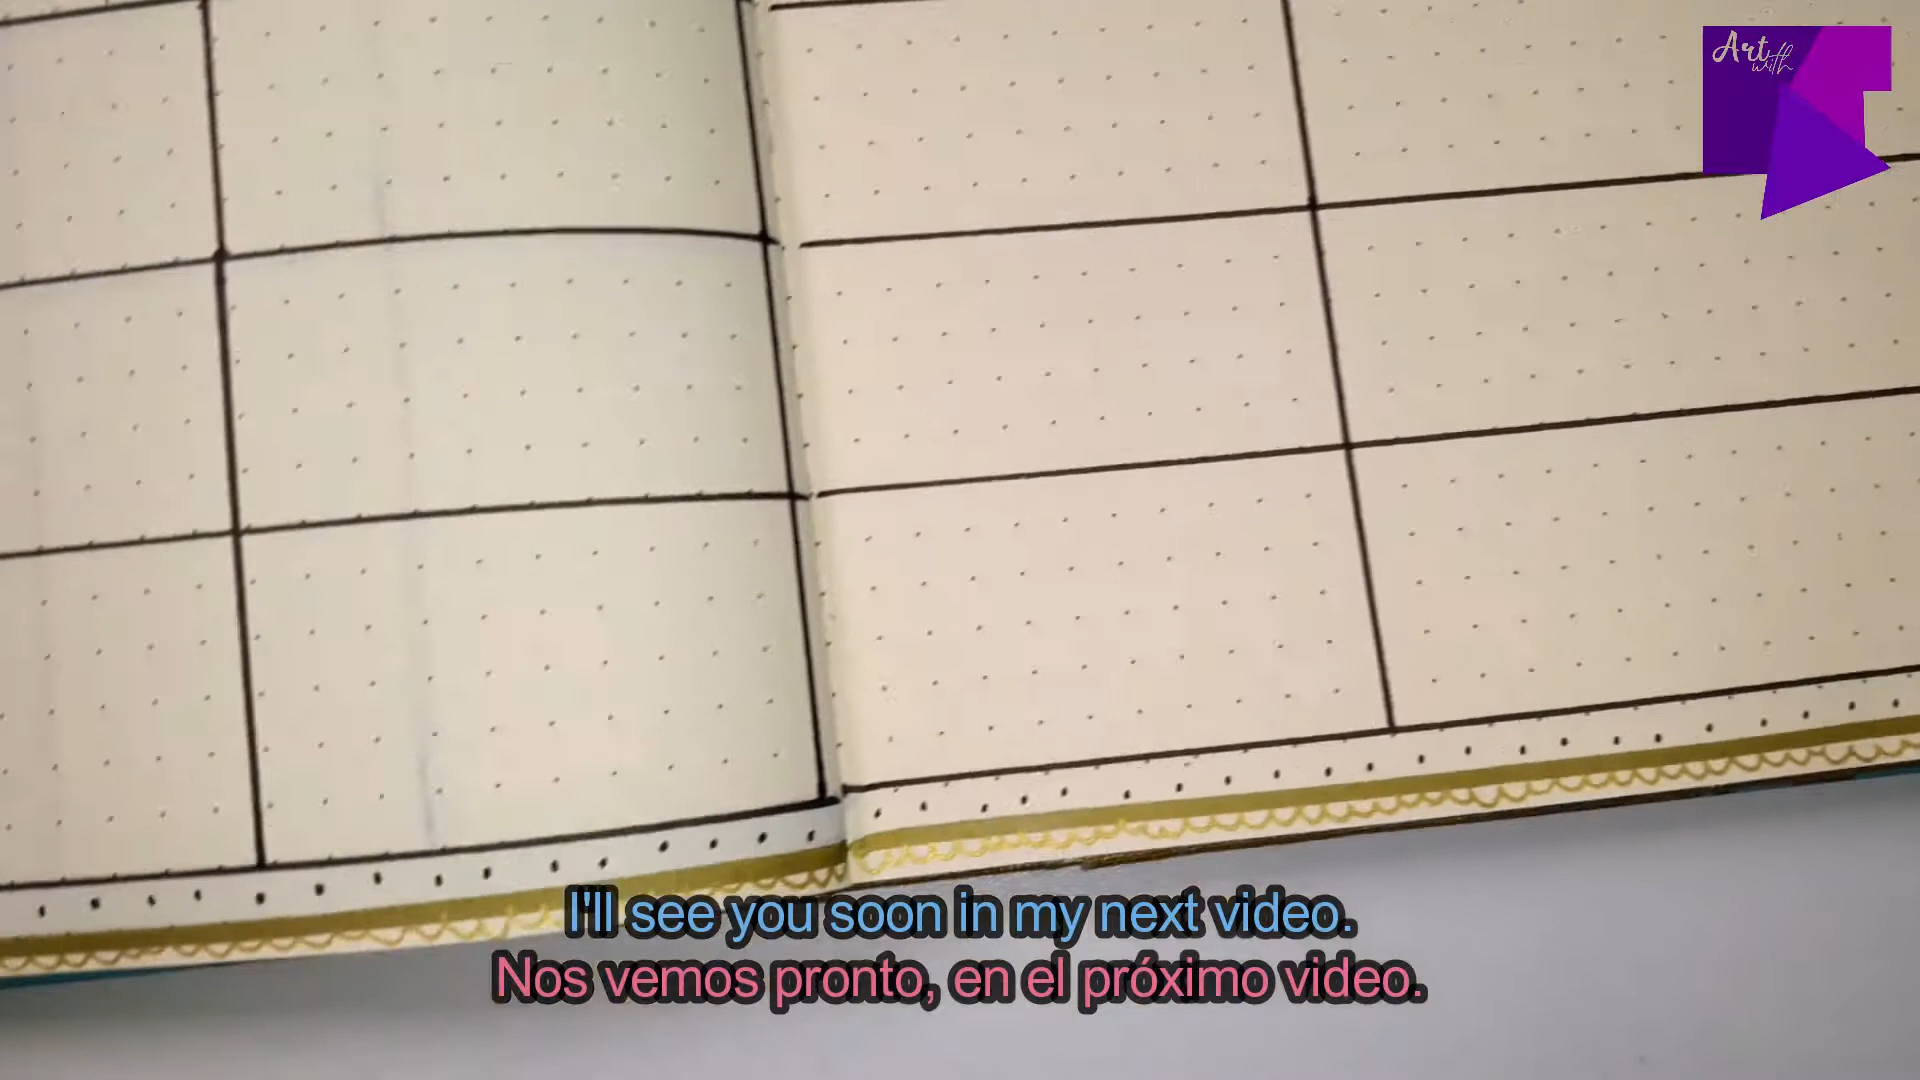 Art
with
I'll see you soon in my next video.
Nos vemos pronto, en el próximo video.